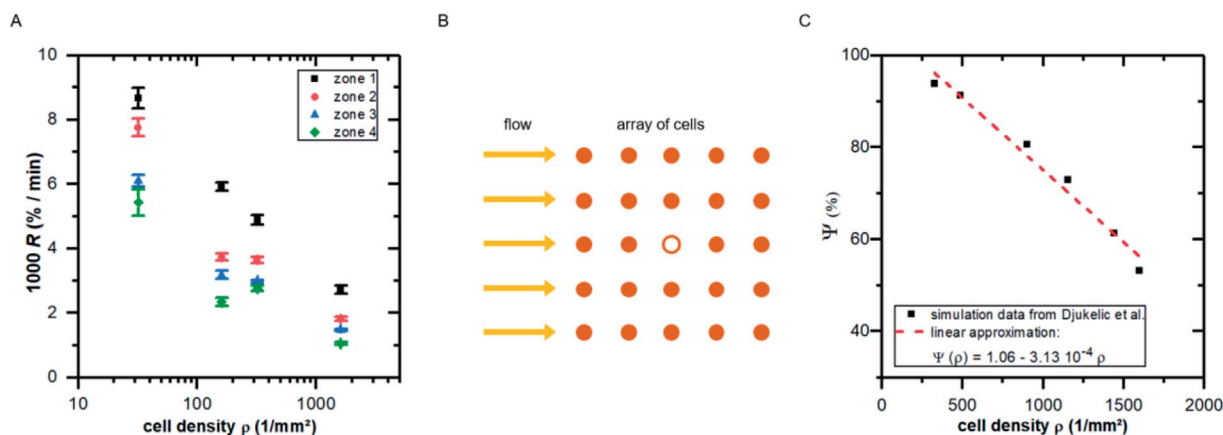 A
B
C
1000 R (% / min)
10
8
6
4
2
0
10
100
1000
cell density ρ (1/mm²)
zone 1
zone 2
zone 3
zone 4
flow
array of cells
Ψ (%)
100
80
60
40
0
500
1000
1500
2000
cell density ρ (1/mm²)
simulation data from Djukelic et al.
linear approximation:
Ψ (ρ) = 1.06 - 3.13 10⁻⁴ ρ